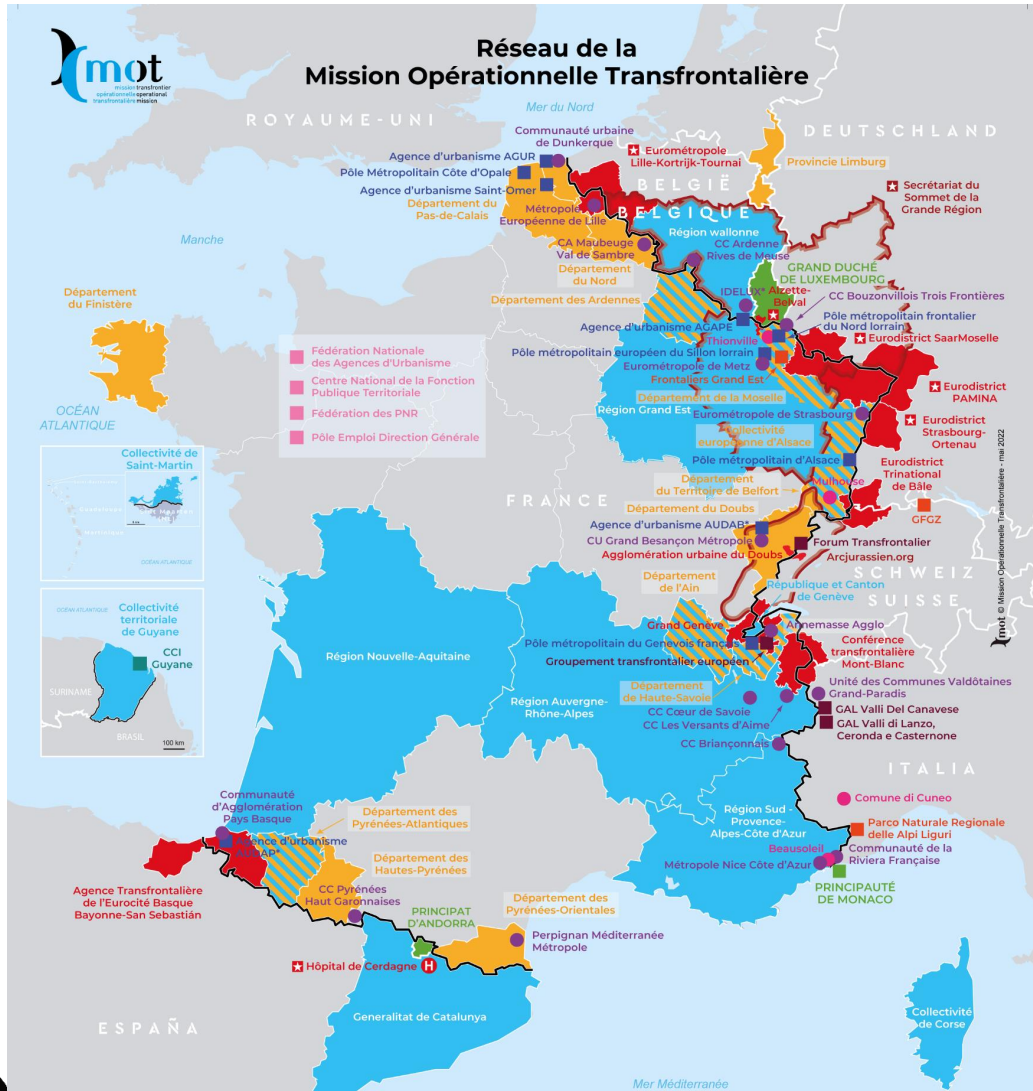 Réseau de la
Mission Opérationnelle Transfrontalière
mot
mission transfrontier
opérationnelle operational
transfrontalière mission
Mer du Nord
ROYAUME-UNI
DEUTSCHLAND
Communauté urbaine
de Dunkerque
Agence d'urbanisme AGUR
Pôle Métropolitain Côte d'Opale
Agence d'urbanisme Saint-Omer
Département du
Pas-de-Calais
Eurométropole
Lille-Kortrijk-Tournai
BELGIË
Provincie Limburg
Secrétariat du
Sommet de la
Grande Région
Métropole
Européenne de Lille
BELGIQUE
Région wallonne
Manche
CA Maubeuge
Val de Sambre
CC Ardenne
Rives de Meuse
Département
du Nord
GRAND DUCHÉ
DE LUXEMBOURG
Département
du Finistère
Département des Ardennes
IDELUX*
Alzette-
Belval
CC Bouzonvillois Trois Frontières
Agence d'urbanisme AGAPE
Pôle métropolitain frontalier
du Nord lorrain
Thionville
Eurodistrict SaarMoselle
Pôle métropolitain européen du Sillon lorrain
Eurométropole de Metz
Frontaliers Grand Est
Département de la Moselle
Eurodistrict
PAMINA
Région Grand Est
Eurométropole de Strasbourg
Eurodistrict
Strasbourg-
Ortenau
Collectivité
européenne d'Alsace
Fédération Nationale
des Agences d'Urbanisme
Centre National de la Fonction
Publique Territoriale
Fédération des PNR
Pôle Emploi Direction Générale
OCÉAN
ATLANTIQUE
Pôle métropolitain d'Alsace
Eurodistrict
Trinational
de Bâle
Collectivité de
Saint-Martin
Guadeloupe
Martinique
OCÉAN ATLANTIQUE
FRANCE
Département
du Territoire de Belfort
Mulhouse
Département du Doubs
GFGZ
Agence d'urbanisme AUDAB*
CU Grand Besançon Métropole
Agglomération urbaine du Doubs
Forum Transfrontalier
Arcjurassien.org
SCHWEIZ
SUISSE
Département
de l'Ain
République et Canton
de Genève
OCÉAN ATLANTIQUE
Collectivité
territoriale
de Guyane
CCI
Guyane
SURINAME
BRASIL
100 km
Grand Genève
Annemasse Agglo
Pôle métropolitain du Genevois français
Groupement transfrontalier européen
Conférence
transfrontalière
Mont-Blanc
Région Nouvelle-Aquitaine
Région Auvergne-
Rhône-Alpes
Département
de Haute-Savoie
Unité des Communes Valdôtaines
Grand-Paradis
CC Cœur de Savoie
CC Les Versants d'Aime
GAL Valli Del Canavese
GAL Valli di Lanzo,
Ceronda e Casternone
CC Briançonnais
ITALIA
Communauté
d'Agglomération
Pays Basque
Comune di Cuneo
Région Sud -
Provence-
Alpes-Côte d'Azur
Département des
Pyrénées-Atlantiques
Parco Naturale Regionale
delle Alpi Liguri
Agence d'urbanisme
AUDAP*
Beausoleil
Communauté de la
Riviera Française
Métropole Nice Côte d'Azur
Département des
Hautes-Pyrénées
PRINCIPAUTÉ
DE MONACO
Agence Transfrontalière
de l'Eurocité Basque
Bayonne-San Sebastián
CC Pyrénées
Haut Garonnaises
PRINCIPAT
D'ANDORRA
Département des
Pyrénées-Orientales
Perpignan Méditerranée
Métropole
Hôpital de Cerdagne
H
Generalitat de Catalunya
ESPAÑA
Collectivité
de Corse
Mer Méditerranée
mot © Mission Opérationnelle Transfrontalière - mai 2022